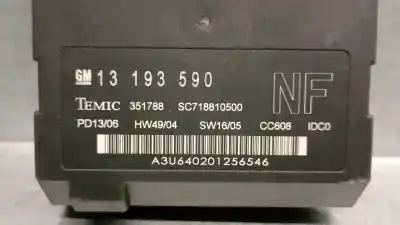 GM 13 193 590
NF
TEMIC 351788 SC718810500
PD13/06 HW49/04 SW16/05 CC608 IDC0
A3U640201256546